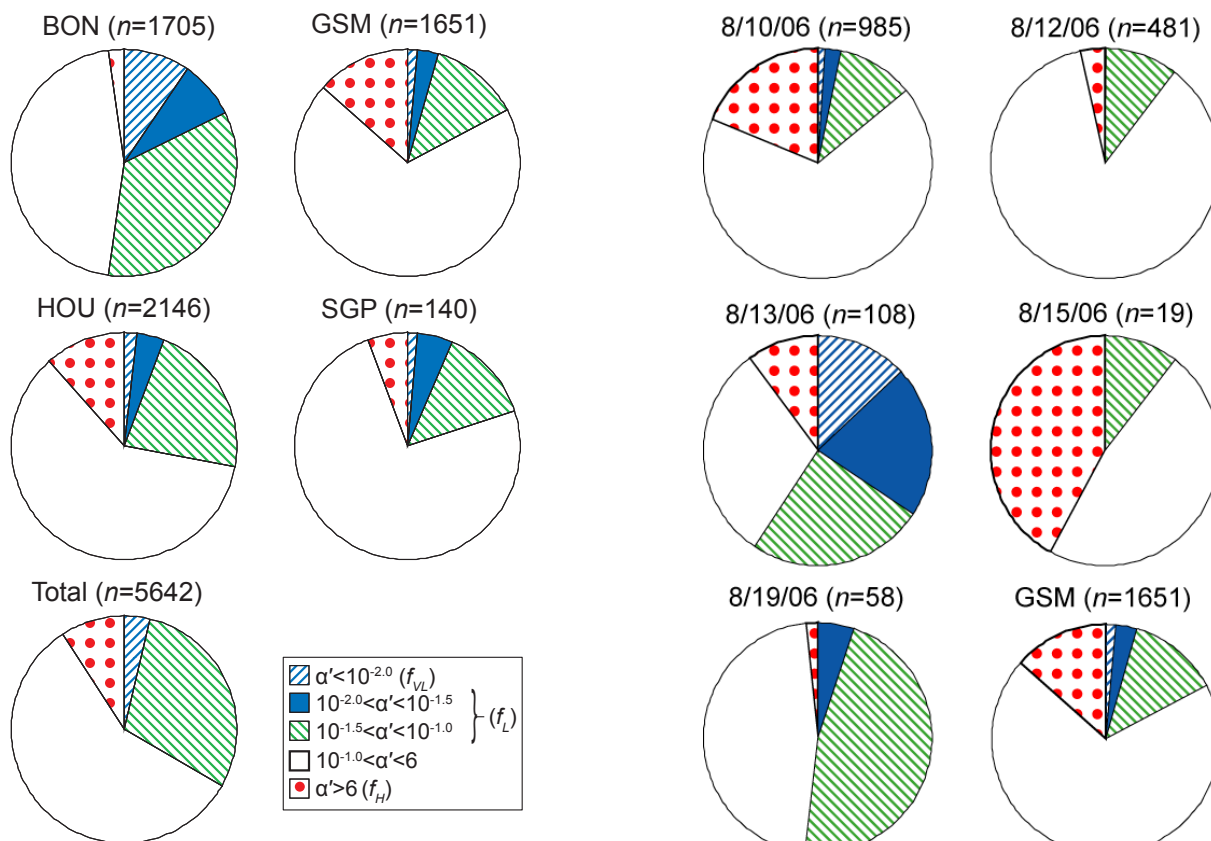 BON (n=1705)
GSM (n=1651)
8/10/06 (n=985)
8/12/06 (n=481)
HOU (n=2146)
SGP (n=140)
8/13/06 (n=108)
8/15/06 (n=19)
Total (n=5642)
8/19/06 (n=58)
GSM (n=1651)
α′<10⁻²·⁰ (f_VL)
10⁻²·⁰<α′<10⁻¹·⁵
10⁻¹·⁵<α′<10⁻¹·⁰
} (f_L)
10⁻¹·⁰<α′<6
α′>6 (f_H)